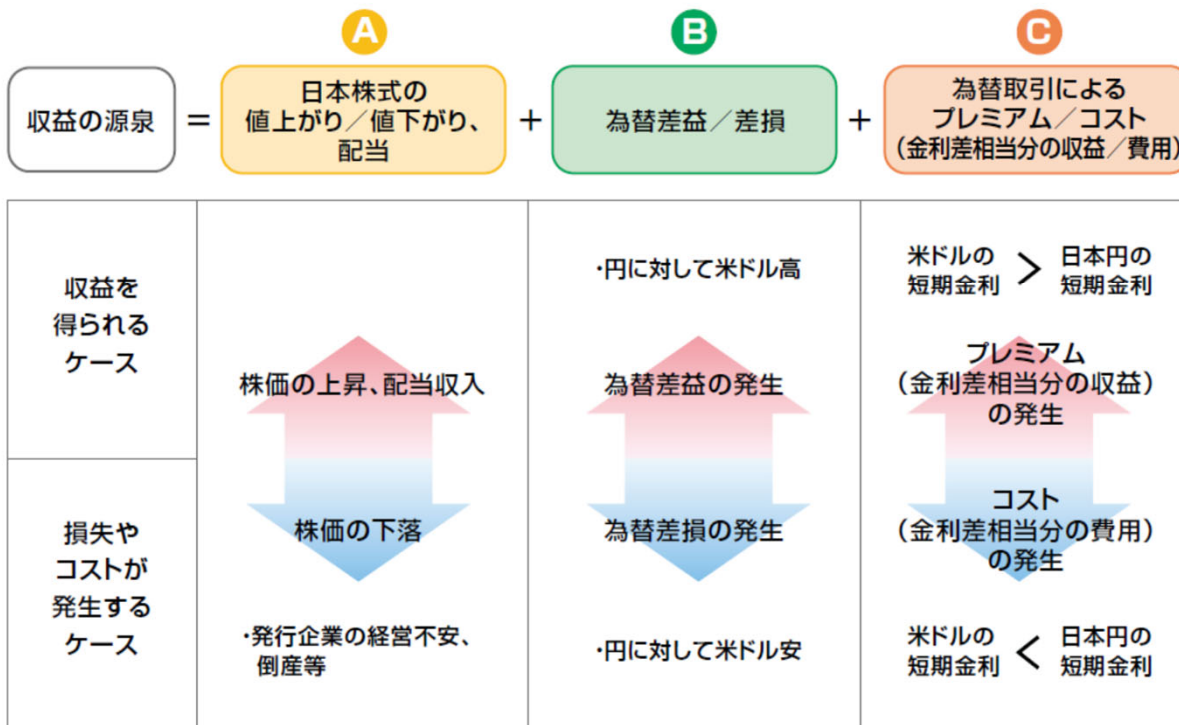 A
B
C
収益の源泉
=
日本株式の
値上がり／値下がり、
配当
+
為替差益／差損
+
為替取引による
プレミアム／コスト
(金利差相当分の収益／費用)
収益を
得られる
ケース
株価の上昇、配当収入
・円に対して米ドル高
為替差益の発生
米ドルの
短期金利
>
日本円の
短期金利
プレミアム
(金利差相当分の収益)
の発生
損失や
コストが
発生する
ケース
株価の下落
・発行企業の経営不安、
倒産等
為替差損の発生
・円に対して米ドル安
コスト
(金利差相当分の費用)
の発生
米ドルの
短期金利
<
日本円の
短期金利